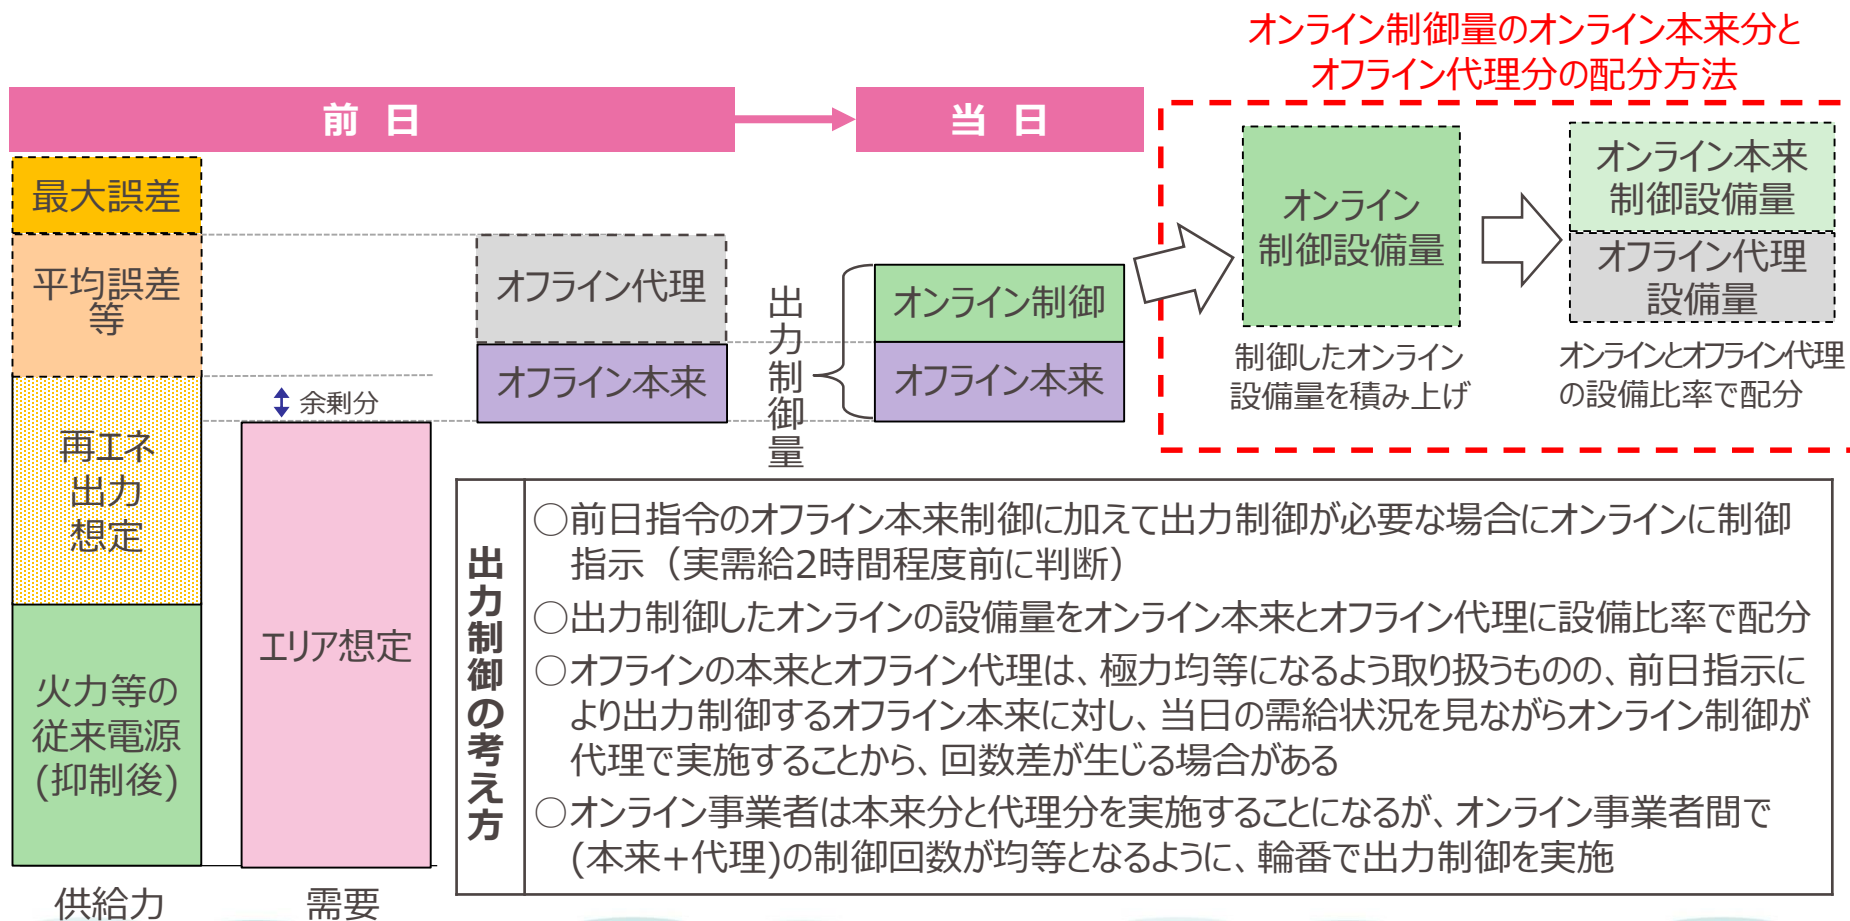 オンライン制御量のオンライン本来分と
オフライン代理分の配分方法
前 日
当 日
最大誤差
平均誤差
等
再エネ
出力
想定
火力等の
従来電源
(抑制後)
供給力
余剰分
エリア想定
需要
オフライン代理
オフライン本来
出力制御量
オンライン制御
オフライン本来
オンライン
制御設備量
制御したオンライン
設備量を積み上げ
オンライン本来
制御設備量
オフライン代理
設備量
オンラインとオフライン代理
の設備比率で配分
出力制御の考え方
○前日指令のオフライン本来制御に加えて出力制御が必要な場合にオンラインに制御
指示（実需給2時間程度前に判断）
○出力制御したオンラインの設備量をオンライン本来とオフライン代理に設備比率で配分
○オフラインの本来とオフライン代理は、極力均等になるよう取り扱うものの、前日指示に
より出力制御するオフライン本来に対し、当日の需給状況を見ながらオンライン制御が
代理で実施することから、回数差が生じる場合がある
○オンライン事業者は本来分と代理分を実施することになるが、オンライン事業者間で
(本来+代理)の制御回数が均等となるように、輪番で出力制御を実施